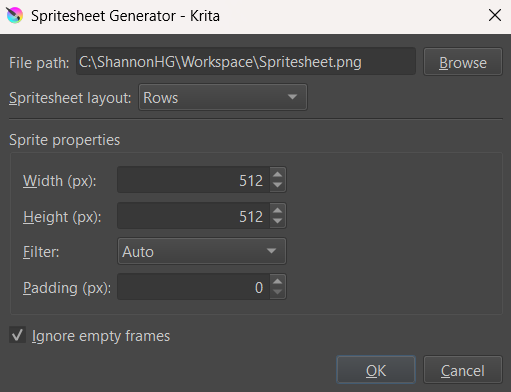 Spritesheet Generator - Krita
File path: C:\ShannonHG\Workspace\Spritesheet.png Browse
Spritesheet layout: Rows
Sprite properties
Width (px): 512
Height (px): 512
Filter: Auto
Padding (px): 0
Ignore empty frames
OK Cancel